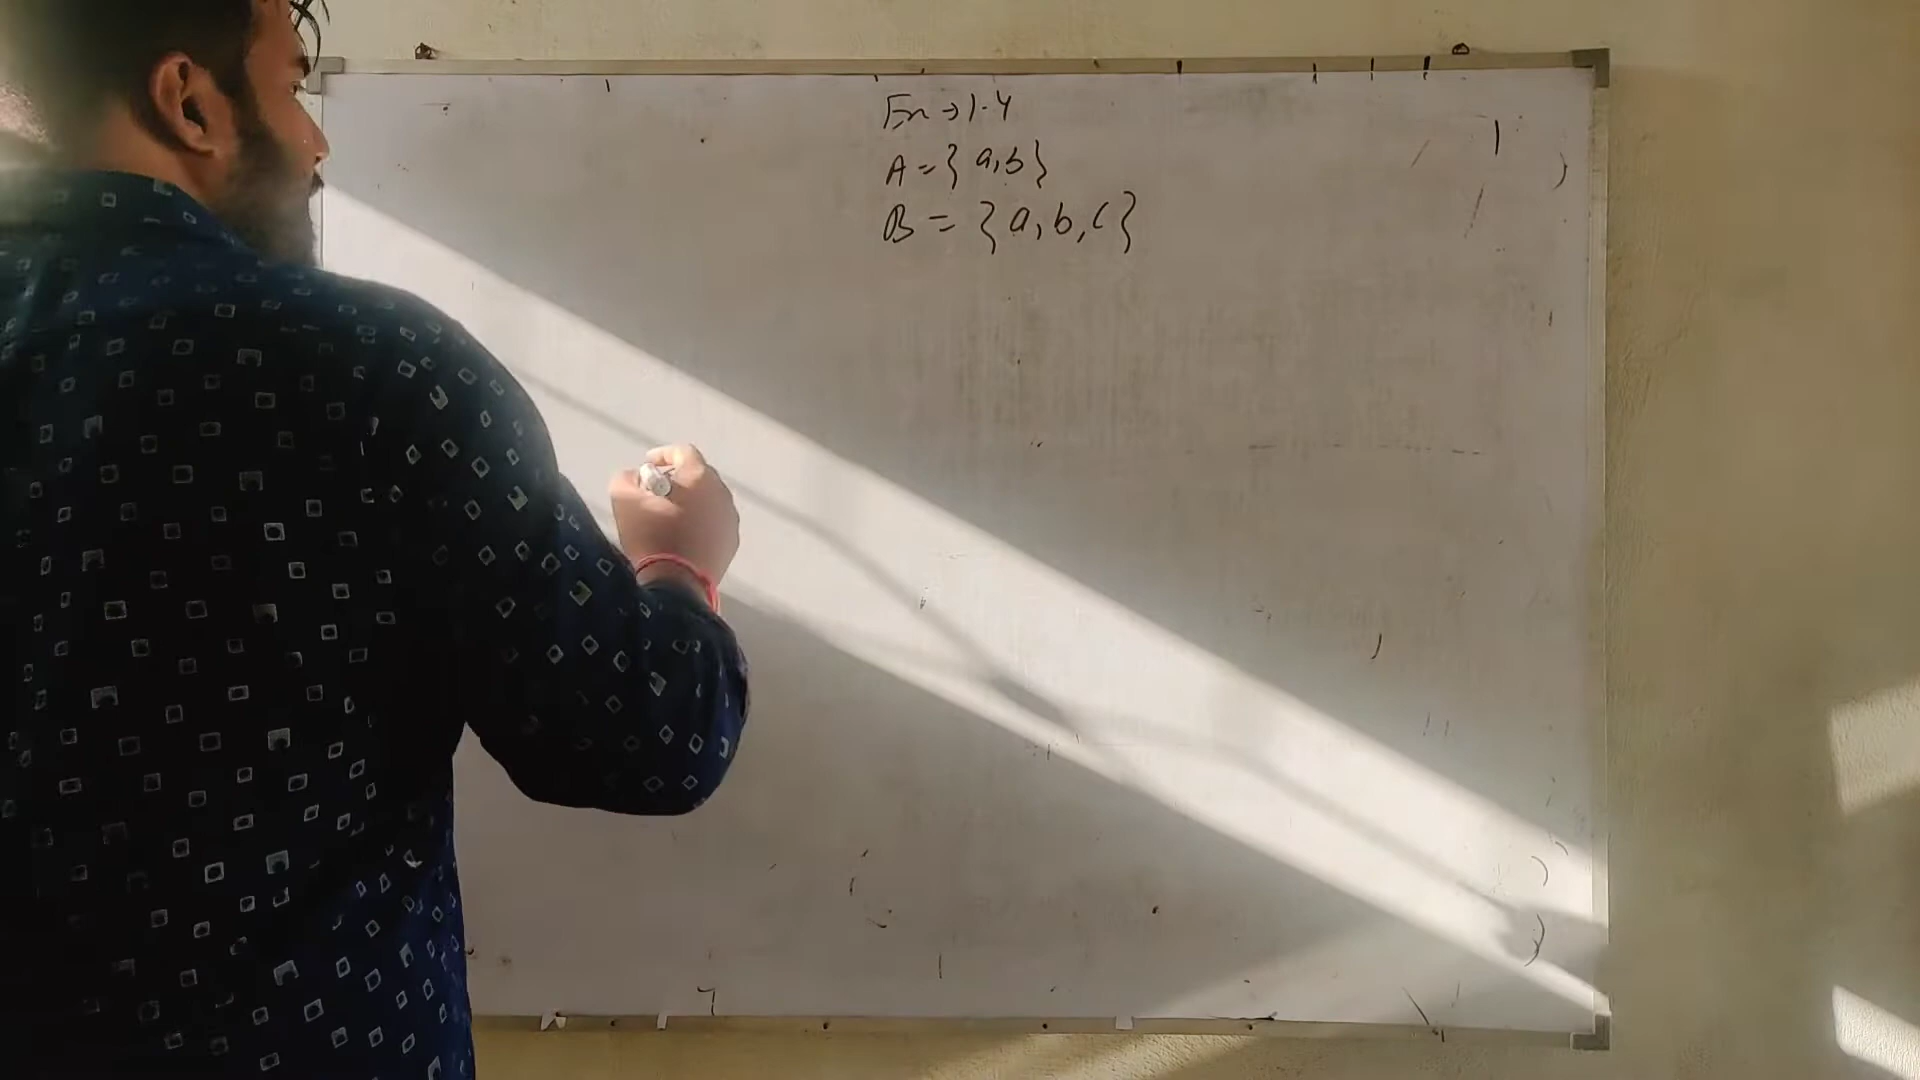 Ex → 1.4
A = { a, b }
B = { a, b, c }